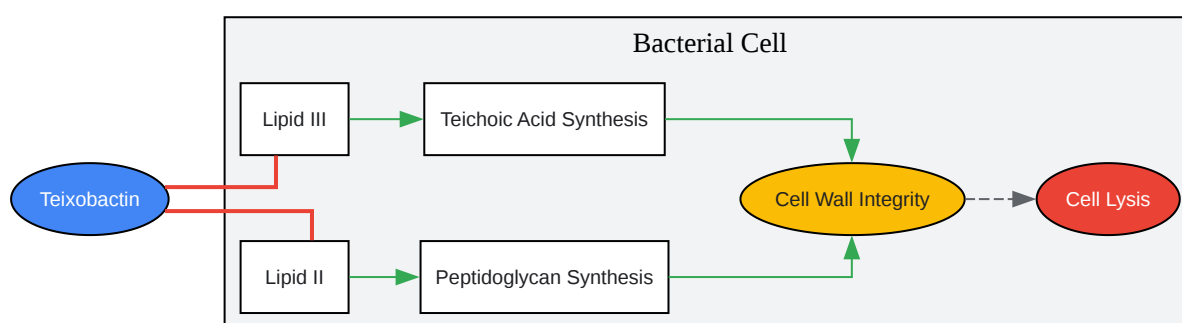 Bacterial Cell
Lipid III
Teichoic Acid Synthesis
Teixobactin
Cell Wall Integrity
Cell Lysis
Lipid II
Peptidoglycan Synthesis